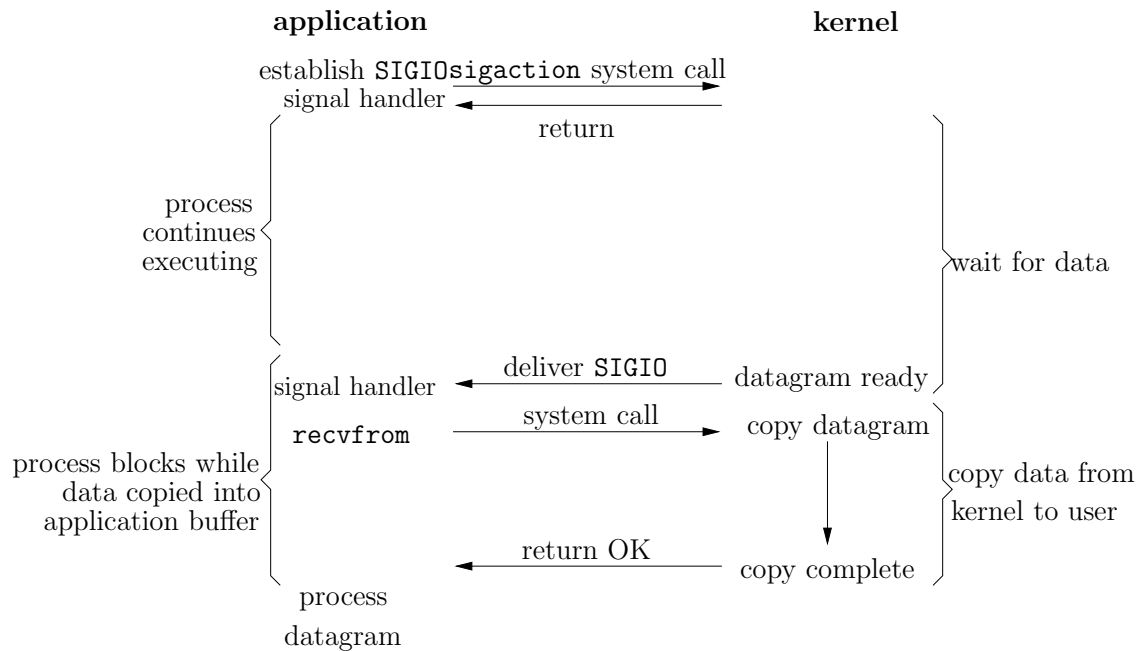 application
kernel
establish SIGIO sigaction system call
signal handler
return
process
continues
executing
wait for data
deliver SIGIO
datagram ready
signal handler
system call
copy datagram
recvfrom
process blocks while
data copied into
application buffer
copy data from
kernel to user
return OK
copy complete
process
datagram